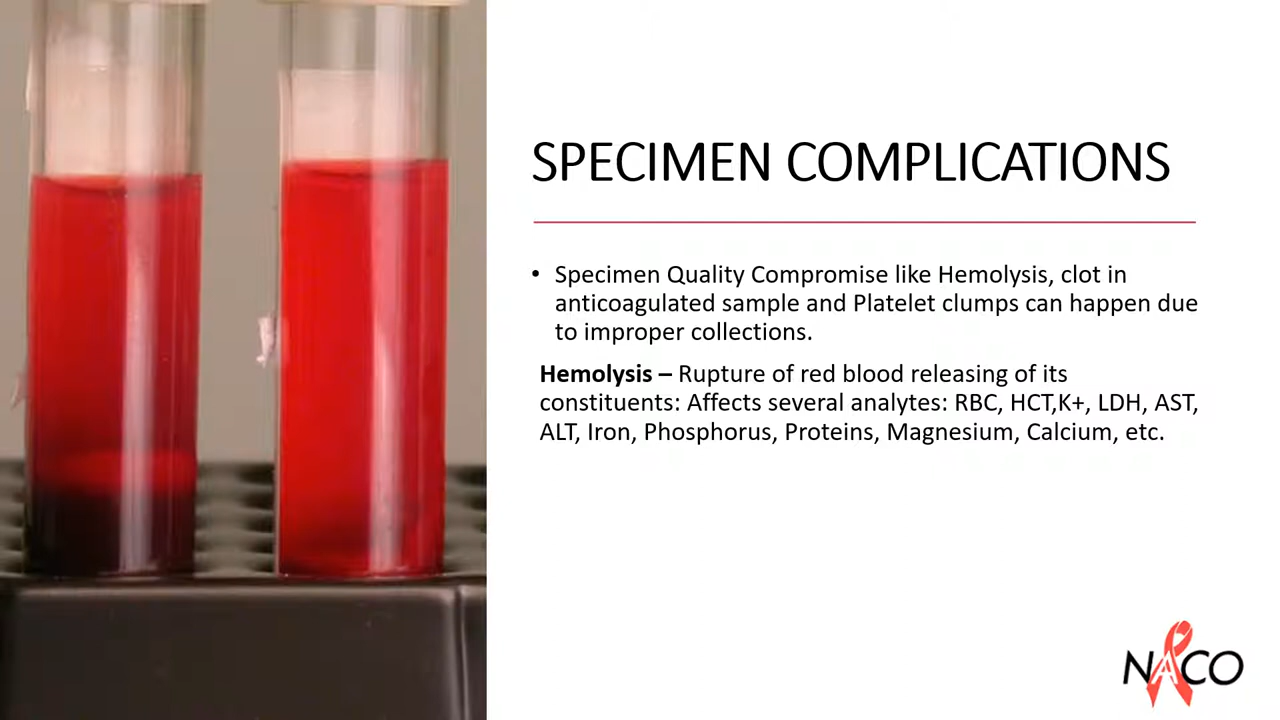 SPECIMEN COMPLICATIONS
• Specimen Quality Compromise like Hemolysis, clot in
anticoagulated sample and Platelet clumps can happen due
to improper collections.
Hemolysis – Rupture of red blood releasing of its
constituents: Affects several analytes: RBC, HCT,K+, LDH, AST,
ALT, Iron, Phosphorus, Proteins, Magnesium, Calcium, etc.
NACO